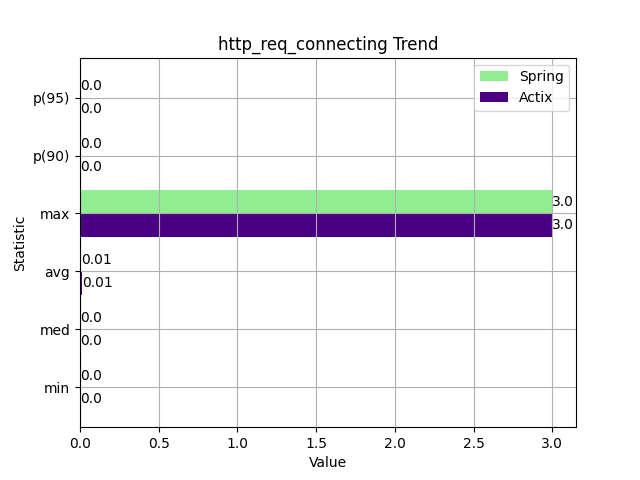 http_req_connecting Trend
Spring
Actix
Statistic
p(95)
0.0
0.0
p(90)
0.0
0.0
max
3.0
3.0
avg
0.01
0.01
med
0.0
0.0
min
0.0
0.0
0.0 0.5 1.0 1.5 2.0 2.5 3.0
Value